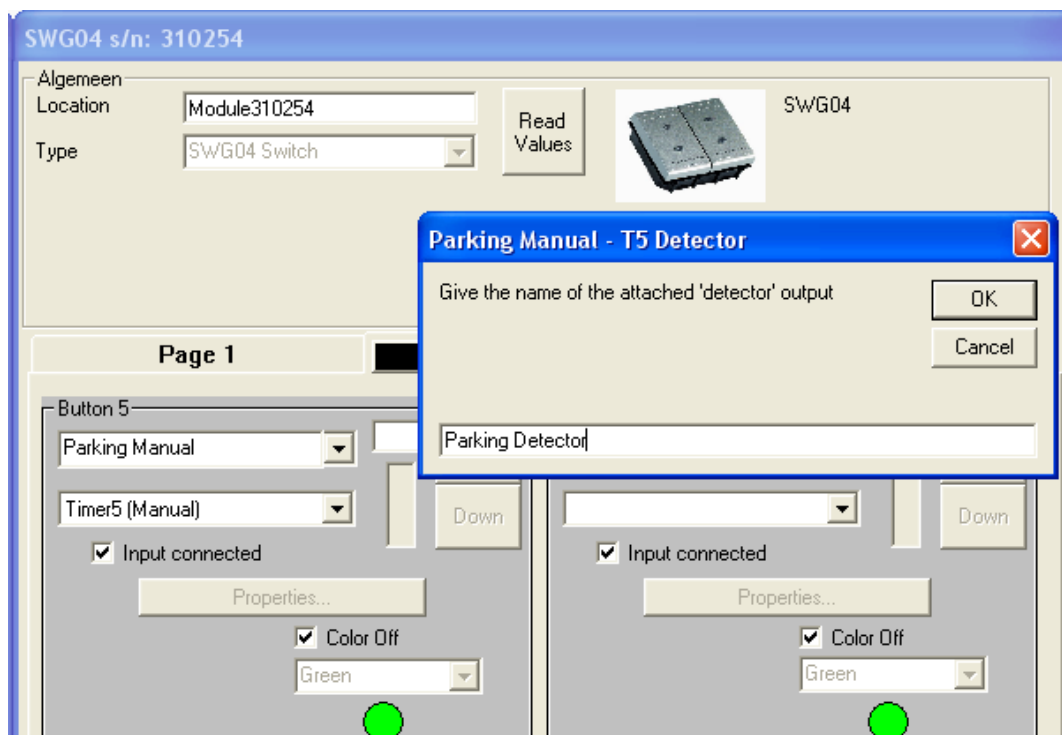 SWG04 s/n: 310254
Algemeen
Location
Module310254
Read
Values
SWG04
Type
SWG04 Switch
Parking Manual - T5 Detector
Give the name of the attached 'detector' output
OK
Cancel
Parking Detector
Page 1
Button 5
Parking Manual
Timer5 (Manual)
Down
Down
Input connected
Input connected
Properties...
Properties...
Color Off
Color Off
Green
Green